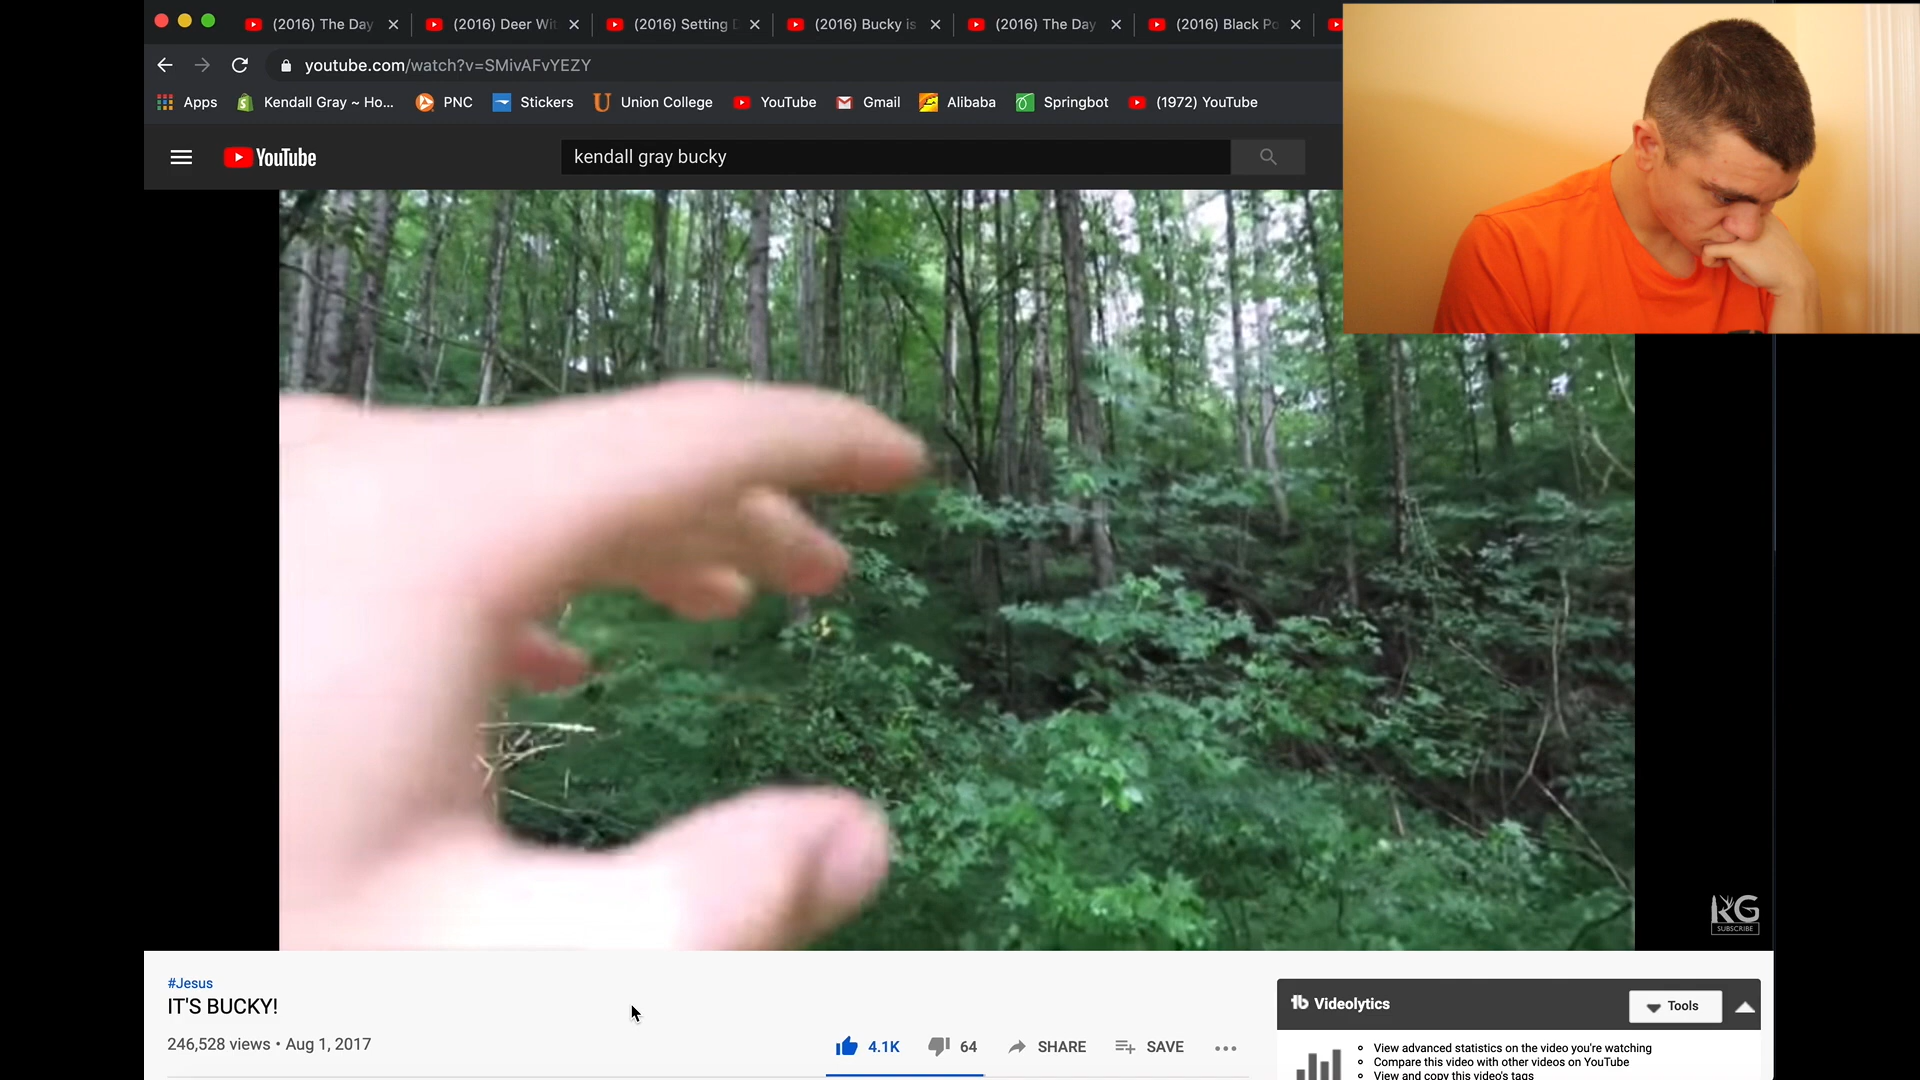 (2016) The Day
(2016) Deer Wit
(2016) Setting D
(2016) Bucky is
(2016) The Day
(2016) Black Po
youtube.com/watch?v=SMivAFvYEZY
Apps
Kendall Gray ~ Ho...
PNC
Stickers
Union College
YouTube
Gmail
Alibaba
Springbot
(1972) YouTube
YouTube
kendall gray bucky
KG
SUBSCRIBE
#Jesus
IT'S BUCKY!
246,528 views • Aug 1, 2017
4.1K
64
SHARE
SAVE
Videolytics
Tools
View advanced statistics on the video you're watching
Compare this video with other videos on YouTube
View and copy this video's tags